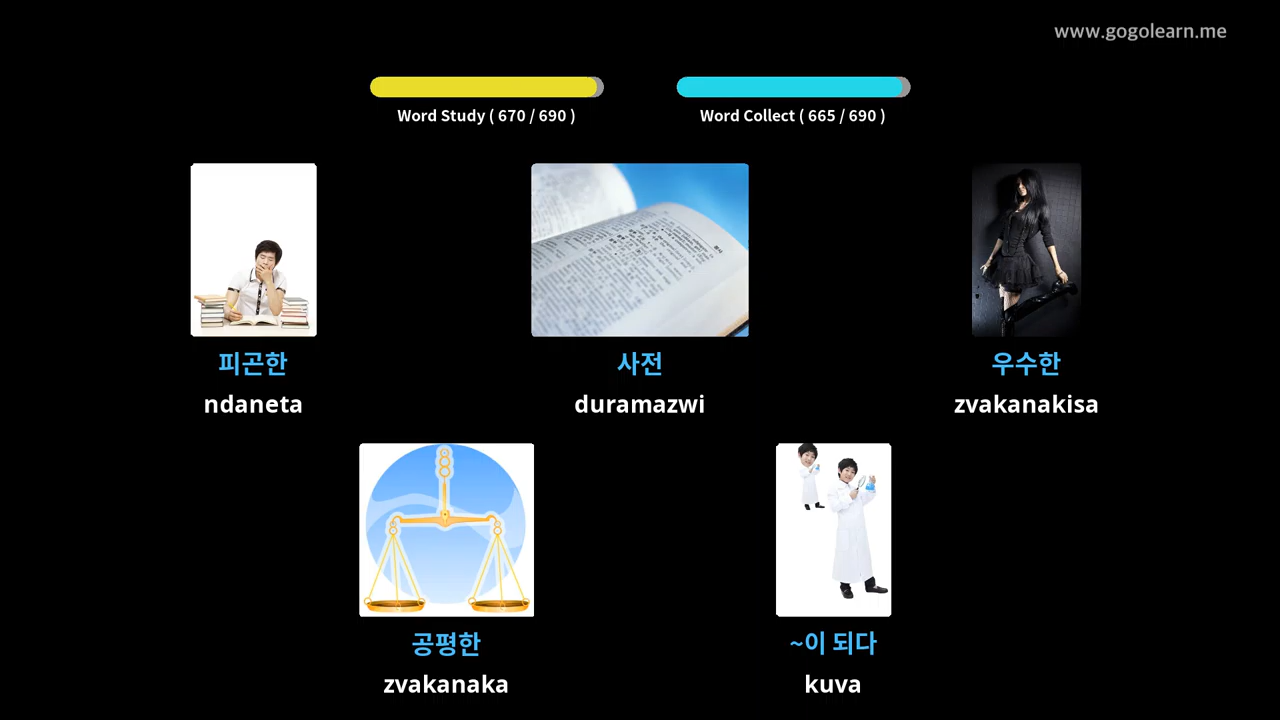 www.gogolearn.me
Word Study ( 670 / 690 )
Word Collect ( 665 / 690 )
피곤한
사전
우수한
ndaneta
duramazwi
zvakanakisa
공평한
~이 되다
zvakanaka
kuva